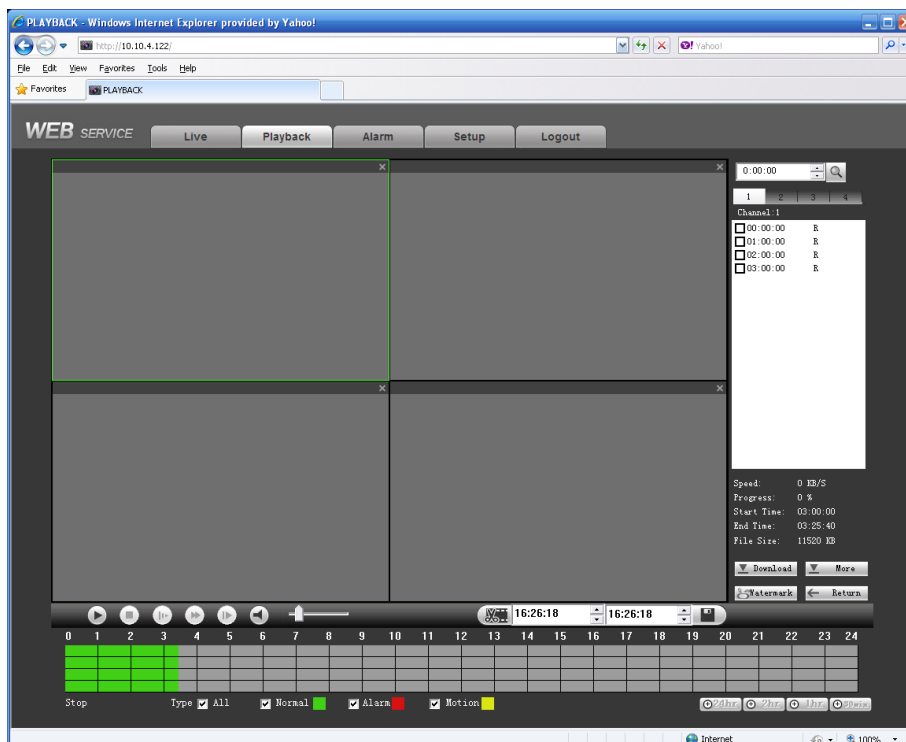 PLAYBACK - Windows Internet Explorer provided by Yahoo!
http://10.10.4.122/
Yahoo!
File Edit View Favorites Tools Help
Favorites PLAYBACK
WEB SERVICE Live Playback Alarm Setup Logout
0:00:00
1 2 3 4
Channel:1
00:00:00 R
01:00:00 R
02:00:00 R
03:00:00 R
Speed: 0 KB/S
Progress: 0 %
Start Time: 03:00:00
End Time: 03:25:40
File Size: 11520 KB
Download More
Watermark Return
16:26:18 16:26:18
0 1 2 3 4 5 6 7 8 9 10 11 12 13 14 15 16 17 18 19 20 21 22 23 24
Stop Type All Normal Alarm Motion 24hr 2hr 1hr 30min
Internet 100%